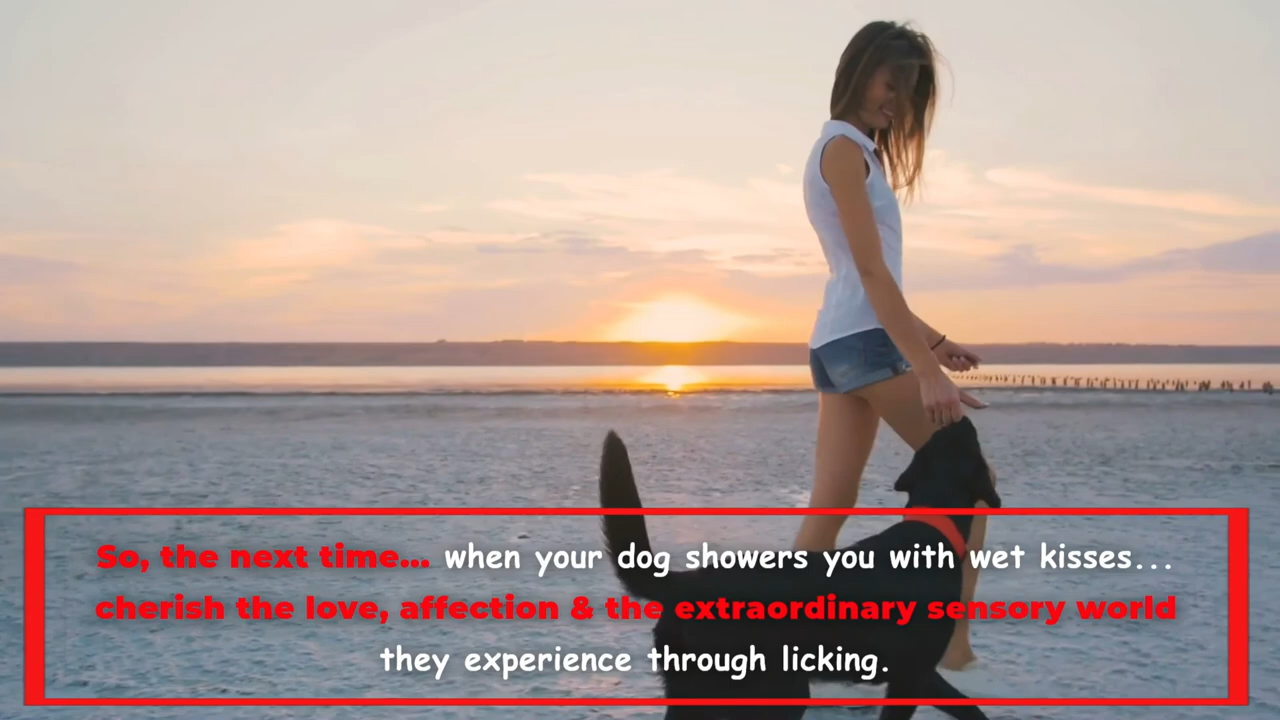 So, the next time... when your dog showers you with wet kisses...
cherish the love, affection & the extraordinary sensory world
they experience through licking.